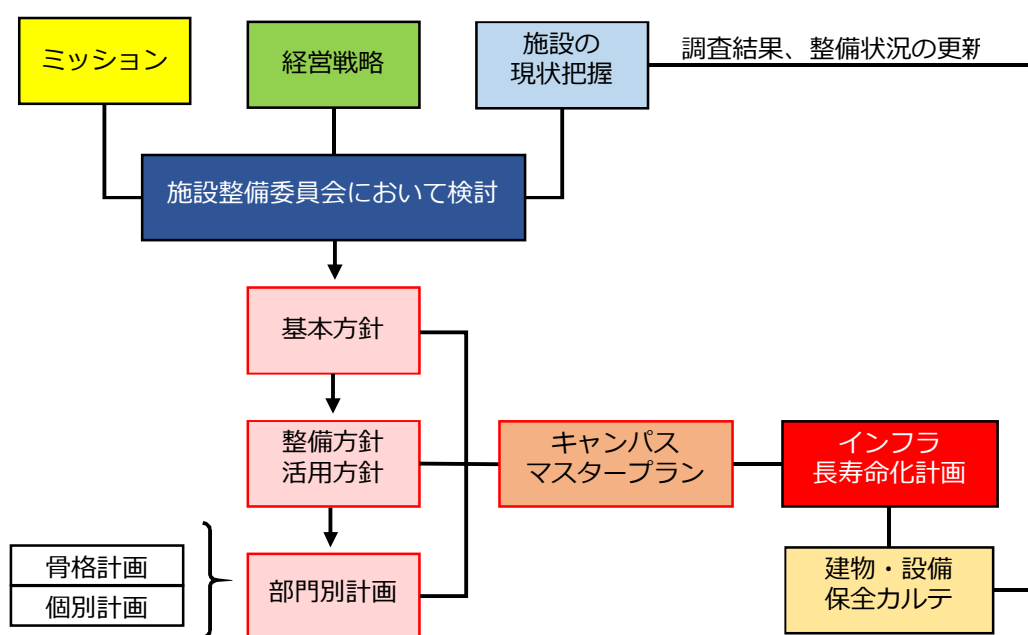 ミッション
経営戦略
施設の
現状把握
調査結果、整備状況の更新
施設整備委員会において検討
基本方針
整備方針
活用方針
キャンパス
マスタープラン
インフラ
長寿命化計画
骨格計画
個別計画
部門別計画
建物・設備
保全カルテ